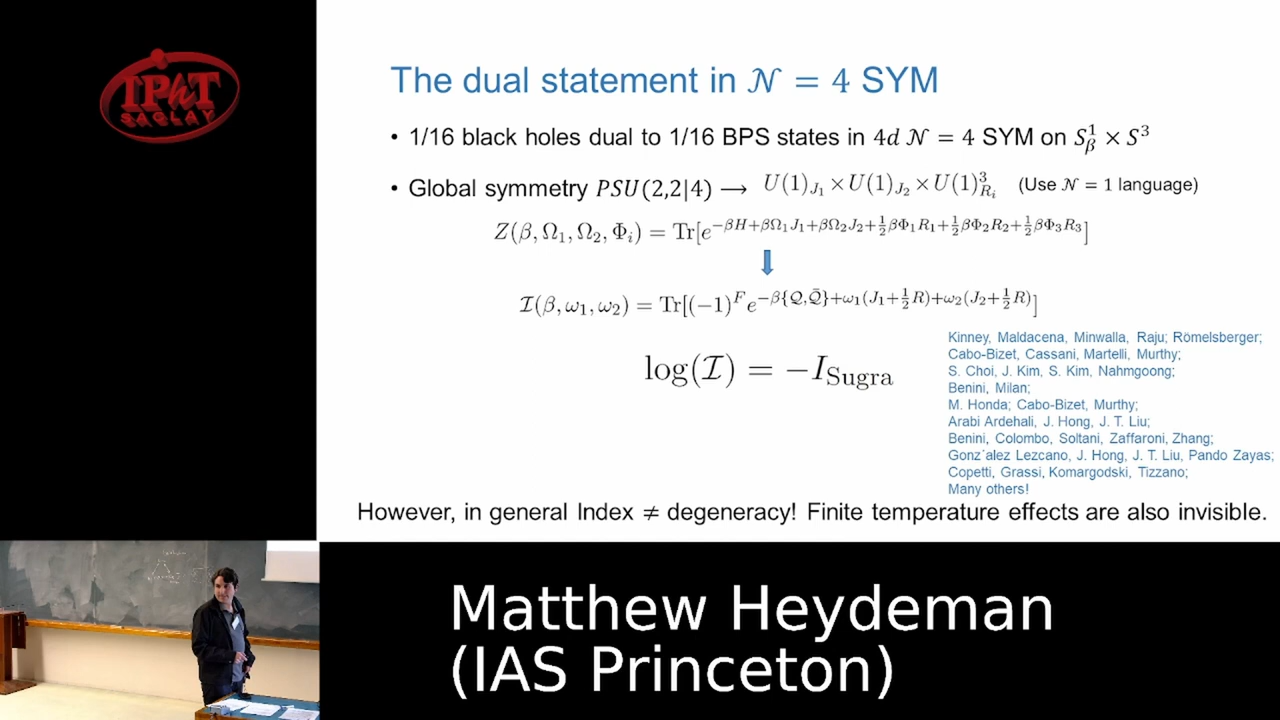 IPhT
SACLAY
The dual statement in 𝒩 = 4 SYM
• 1/16 black holes dual to 1/16 BPS states in 4d 𝒩 = 4 SYM on S^1_β × S^3
• Global symmetry PSU(2,2|4) ⟶ U(1)_{J_1} × U(1)_{J_2} × U(1)^3_{R_i} (Use 𝒩 = 1 language)
Z(β, Ω_1, Ω_2, Φ_i) = Tr[e^{−βH+βΩ_1J_1+βΩ_2J_2+½βΦ_1R_1+½βΦ_2R_2+½βΦ_3R_3}]
ℐ(β, ω_1, ω_2) = Tr[(−1)^F e^{−β{𝒬,𝒬̄}+ω_1(J_1+½R)+ω_2(J_2+½R)}]
log(ℐ) = −I_{Sugra}
Kinney, Maldacena, Minwalla, Raju; Römelsberger;
Cabo-Bizet, Cassani, Martelli, Murthy;
S. Choi, J. Kim, S. Kim, Nahmgoong;
Benini, Milan;
M. Honda; Cabo-Bizet, Murthy;
Arabi Ardehali, J. Hong, J. T. Liu;
Benini, Colombo, Soltani, Zaffaroni, Zhang;
Gonz´alez Lezcano, J. Hong, J. T. Liu, Pando Zayas;
Copetti, Grassi, Komargodski, Tizzano;
Many others!
However, in general Index ≠ degeneracy! Finite temperature effects are also invisible.
Matthew Heydeman
(IAS Princeton)